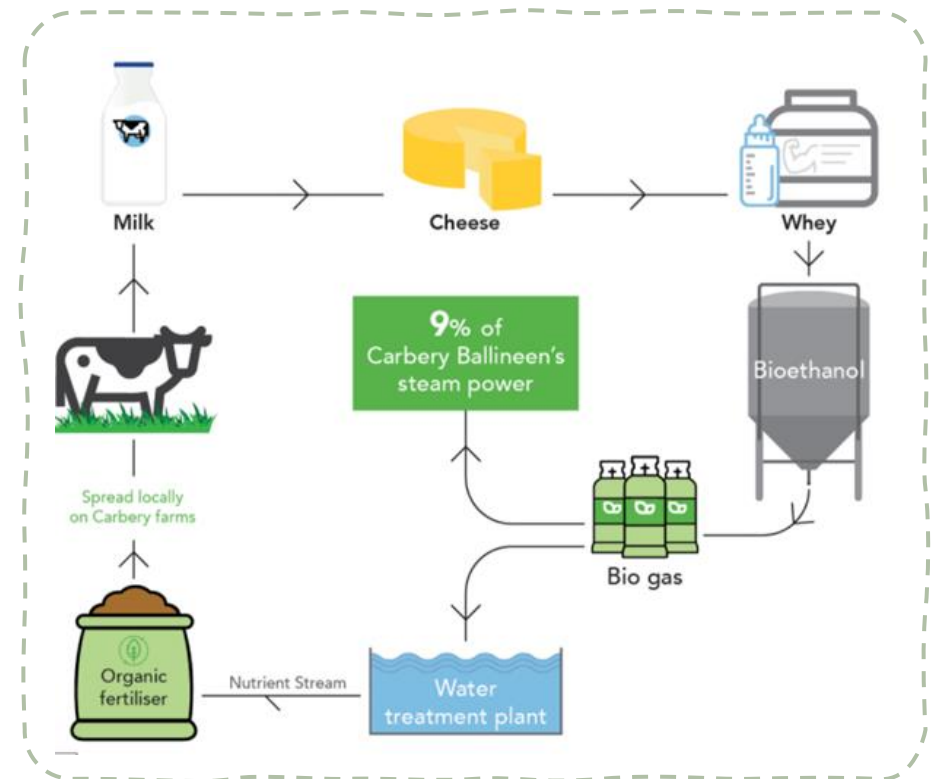 Milk
Cheese
Whey
9% of
Carbery Ballineen's
steam power
Bioethanol
Spread locally
on Carbery farms
Bio gas
Organic
fertiliser
Nutrient Stream
Water
treatment plant